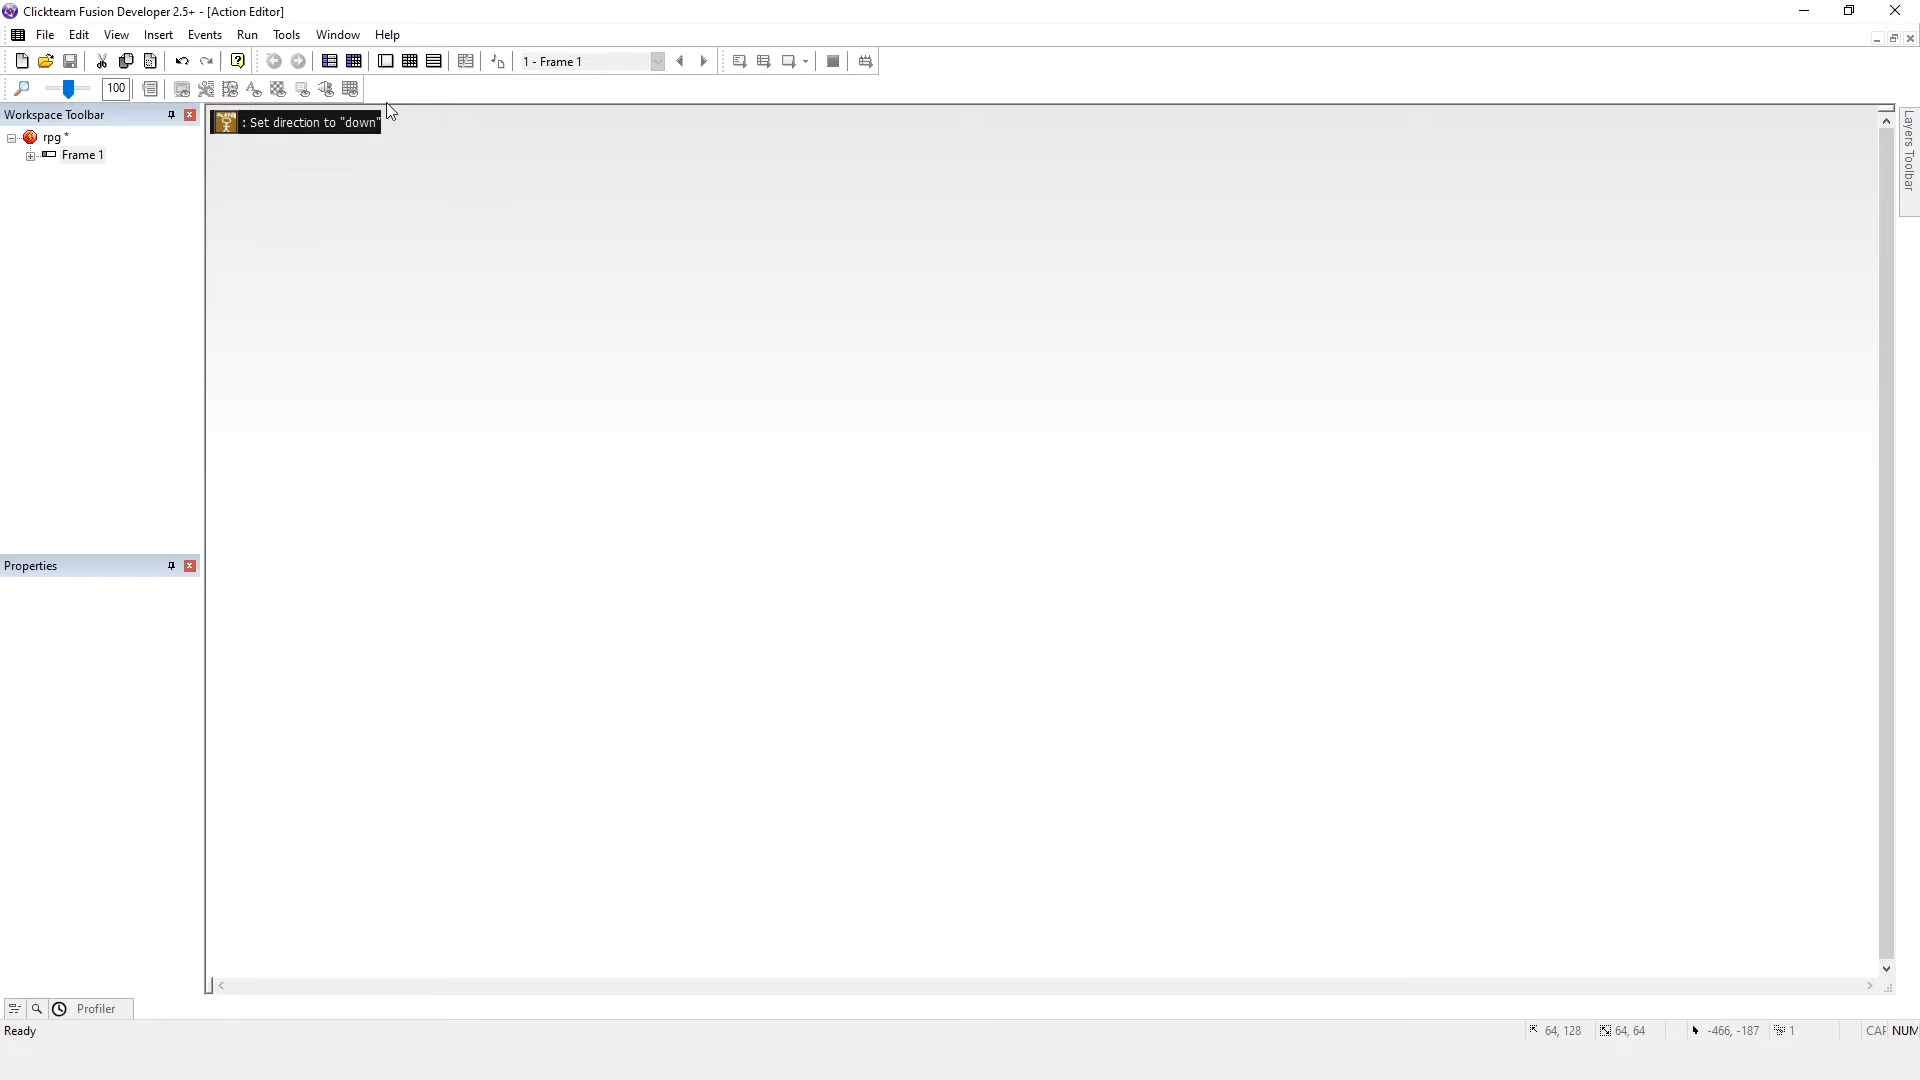 Clickteam Fusion Developer 2.5+ - [Action Editor]
File Edit View Insert Events Run Tools Window Help
1 - Frame 1
100
Workspace Toolbar
: Set direction to "down"
rpg *
Frame 1
Layers Toolbar
Properties
Profiler
Ready
64, 128
64, 64
-466, -187
1
CAP NUM